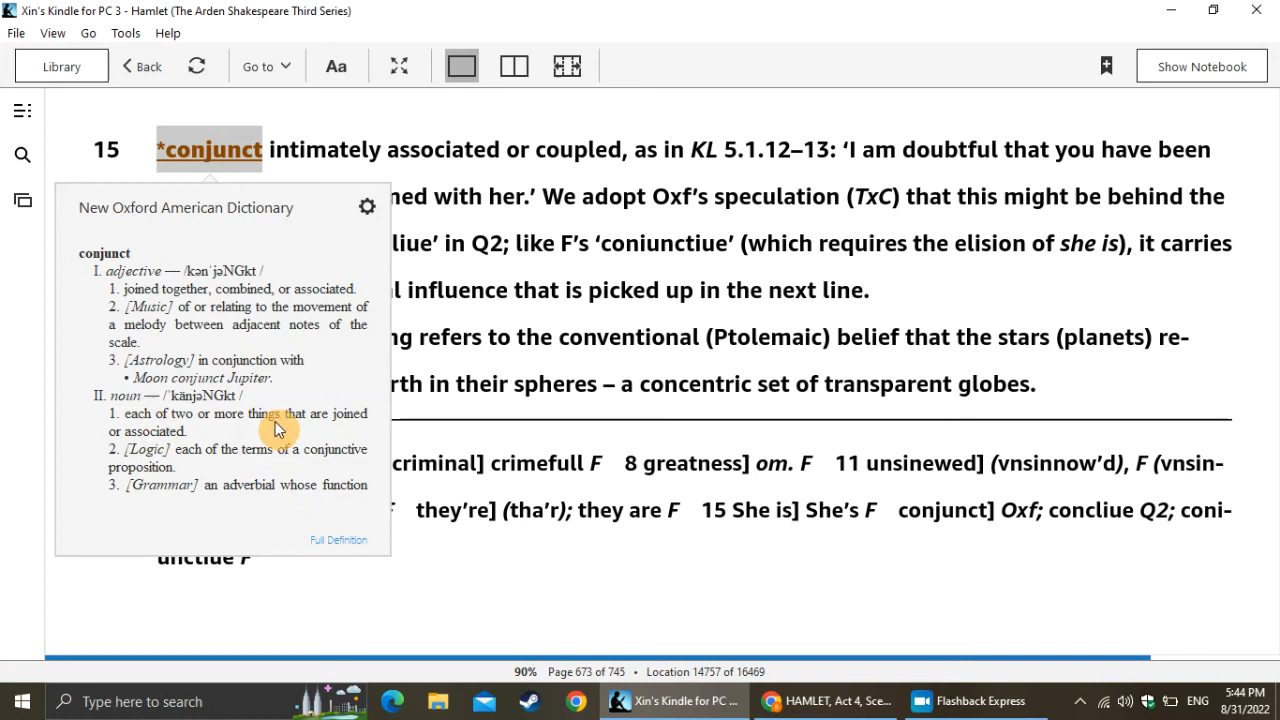 Xin's Kindle for PC 3 - Hamlet (The Arden Shakespeare Third Series)
File View Go Tools Help
Library Back Go to Aa Show Notebook
15 *conjunct intimately associated or coupled, as in KL 5.1.12–13: ‘I am doubtful that you have been
ned with her.’ We adopt Oxf’s speculation (TxC) that this might be behind the
liue’ in Q2; like F’s ‘coniunctiue’ (which requires the elision of she is), it carries
l influence that is picked up in the next line.
ng refers to the conventional (Ptolemaic) belief that the stars (planets) re-
rth in their spheres – a concentric set of transparent globes.
criminal] crimefull F 8 greatness] om. F 11 unsinewed] (vnsinnow’d), F (vnsin-
they’re] (tha’r); they are F 15 She is] She’s F conjunct] Oxf; concliue Q2; coni-
unctiue F
New Oxford American Dictionary
conjunct
I. adjective — /kənˈjəNGkt /
1. joined together, combined, or associated.
2. [Music] of or relating to the movement of
a melody between adjacent notes of the
scale.
3. [Astrology] in conjunction with
• Moon conjunct Jupiter.
II. noun — /ˈkänjəNGkt /
1. each of two or more things that are joined
or associated.
2. [Logic] each of the terms of a conjunctive
proposition.
3. [Grammar] an adverbial whose function
Full Definition
90% Page 673 of 745 • Location 14757 of 16469
Type here to search
Xin's Kindle for PC ...
HAMLET, Act 4, Sce...
Flashback Express
ENG
5:44 PM
8/31/2022